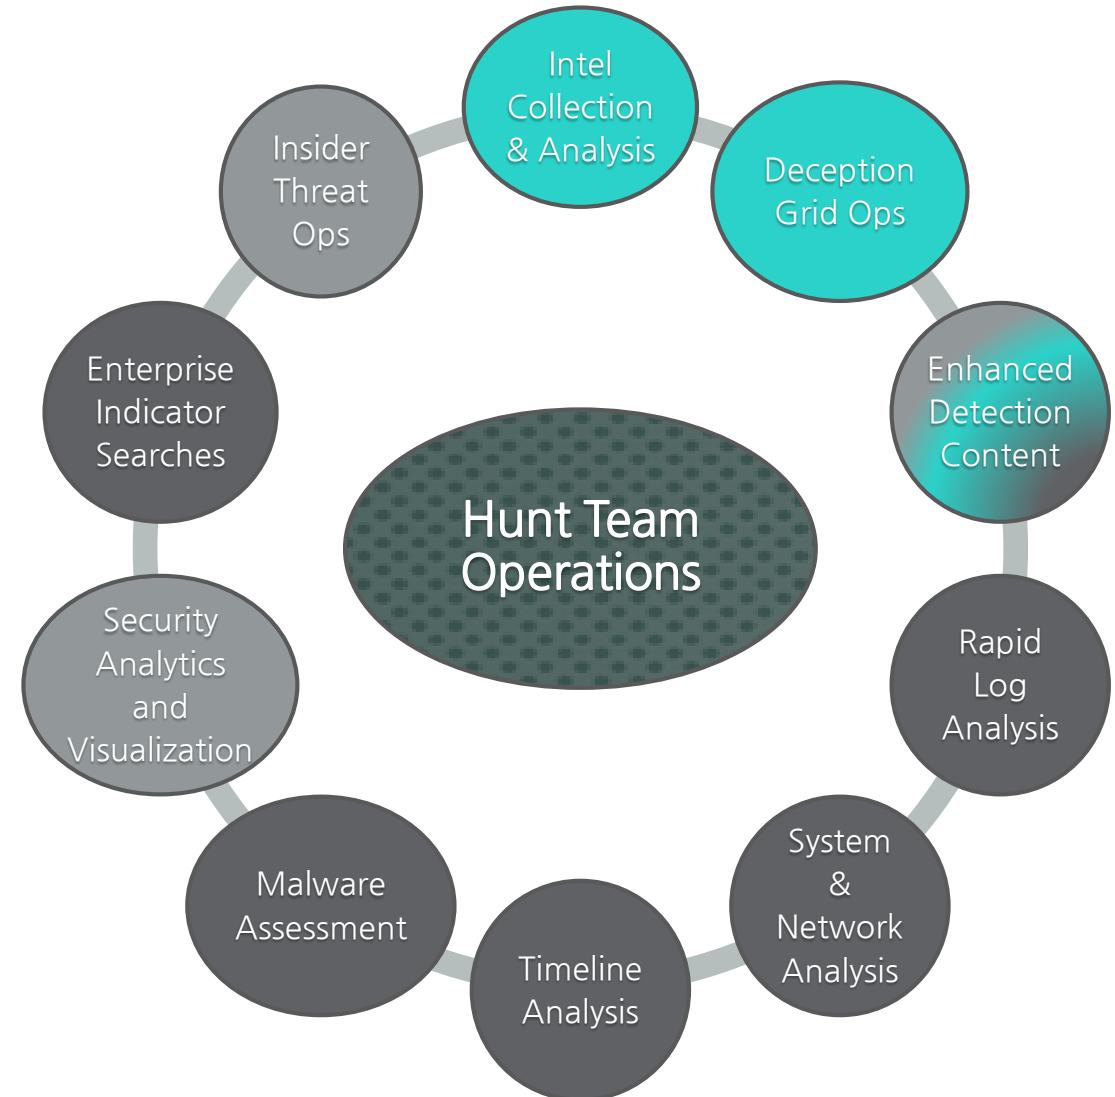 Intel
Collection
& Analysis
Deception
Grid Ops
Enhanced
Detection
Content
Rapid
Log
Analysis
System
&
Network
Analysis
Timeline
Analysis
Malware
Assessment
Security
Analytics
and
Visualization
Enterprise
Indicator
Searches
Insider
Threat
Ops
Hunt Team
Operations